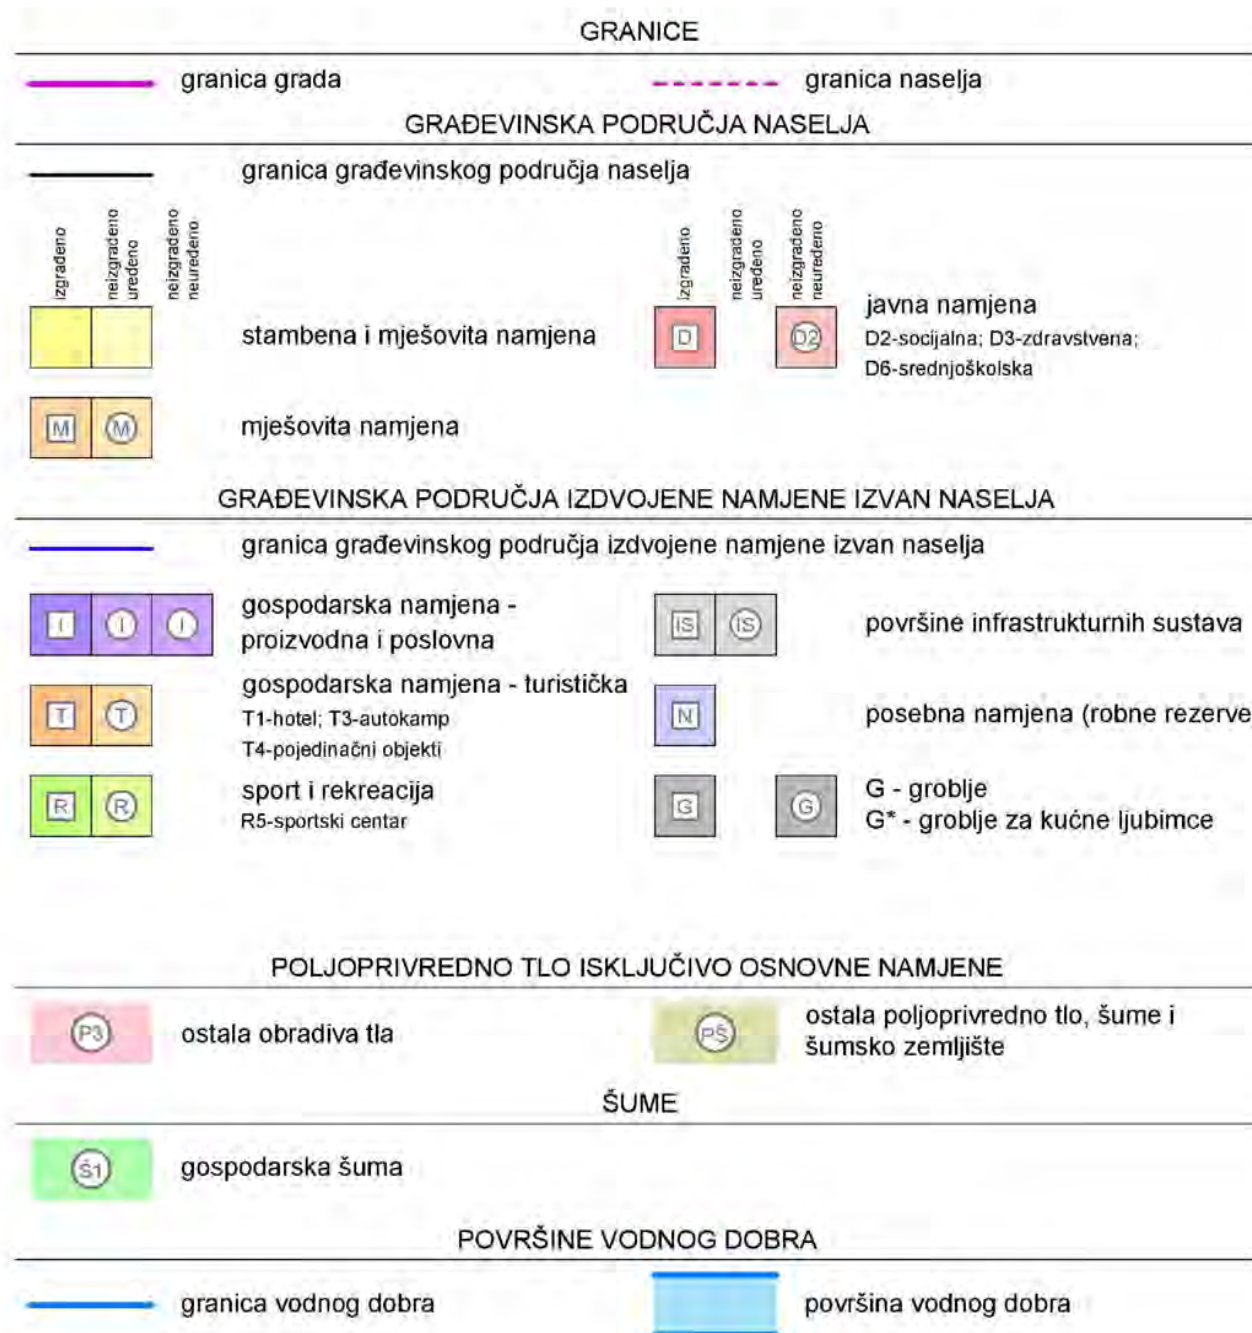 GRANICE
granica grada
granica naselja
GRAĐEVINSKA PODRUČJA NASELJA
granica građevinskog područja naselja
izgrađeno
neizgrađeno
uređeno
neizgrađeno
neuređeno
izgrađeno
neizgrađeno
uređeno
neizgrađeno
neuređeno
stambena i mješovita namjena
D
D2
javna namjena
D2-socijalna; D3-zdravstvena;
D6-srednjoškolska
M M
mješovita namjena
GRAĐEVINSKA PODRUČJA IZDVOJENE NAMJENE IZVAN NASELJA
granica građevinskog područja izdvojene namjene izvan naselja
I I I
gospodarska namjena -
proizvodna i poslovna
IS IS
površine infrastrukturnih sustava
T T
gospodarska namjena - turistička
T1-hotel; T3-autokamp
T4-pojedinačni objekti
N
posebna namjena (robne rezerve
R R
sport i rekreacija
R5-sportski centar
G G
G - groblje
G* - groblje za kućne ljubimce
POLJOPRIVREDNO TLO ISKLJUČIVO OSNOVNE NAMJENE
P3
ostala obradiva tla
PŠ
ostala poljoprivredno tlo, šume i
šumsko zemljište
ŠUME
Š1
gospodarska šuma
POVRŠINE VODNOG DOBRA
granica vodnog dobra
površina vodnog dobra